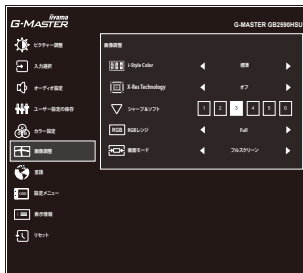 iiyama
G-MASTER
G-MASTER GB2590HSU
ピクチャー調整
入力選択
オーディオ設定
ユーザー設定の保存
カラー設定
画像調整
言語
OSD 設定メニュー
表示情報
リセット
画像調整
i-Style Color 標準
X-Res Technology オフ
シャープ&ソフト 1 2 3 4 5 6
RGB RGBレンジ Full
画面モード フルスクリーン